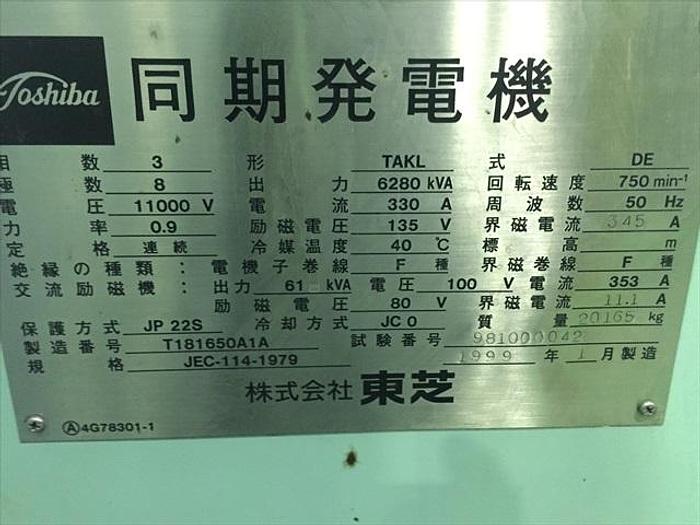 Toshiba 同期発電機
相数 3 形 TAKL 式 DE
極数 8 出力 6280 kVA 回転速度 750 min⁻¹
電圧 11000 V 電流 330 A 周波数 50 Hz
力率 0.9 励磁電圧 135 V 界磁電流 345 A
定格 連続 冷媒温度 40 ℃ 標高 m
絶縁の種類: 電機子巻線 F 種 界磁巻線 F 種
交流励磁機: 出力 61 kVA 電圧 100 V 電流 353 A
励磁電圧 80 V 界磁電流 11.1 A
保護方式 JP 22S 冷却方式 JC 0 質量 20165 kg
製造番号 T181650A1A 試験番号 981000042
規格 JEC-114-1979 1999 年 1 月製造
株式会社 東芝
Ⓐ4G78301-1